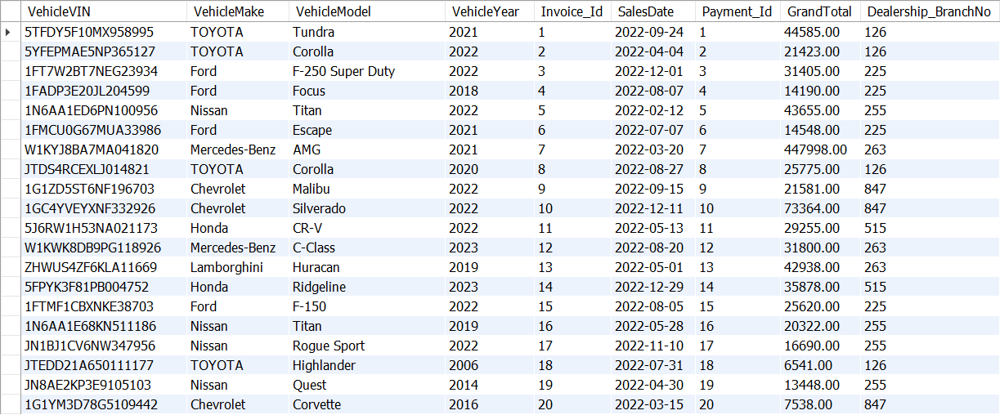 VehicleVIN VehicleMake VehicleModel VehicleYear Invoice_Id SalesDate Payment_Id GrandTotal Dealership_BranchNo
5TFDY5F10MX958995 TOYOTA Tundra 2021 1 2022-09-24 1 44585.00 126
5YFEPMAE5NP365127 TOYOTA Corolla 2022 2 2022-04-04 2 21423.00 126
1FT7W2BT7NEG23934 Ford F-250 Super Duty 2022 3 2022-12-01 3 31405.00 225
1FADP3E20JL204599 Ford Focus 2018 4 2022-08-07 4 14190.00 225
1N6AA1ED6PN100956 Nissan Titan 2022 5 2022-02-12 5 43655.00 255
1FMCU0G67MUA33986 Ford Escape 2021 6 2022-07-07 6 14548.00 225
W1KYJ8BA7MA041820 Mercedes-Benz AMG 2021 7 2022-03-20 7 447998.00 263
JTDS4RCEXLJ014821 TOYOTA Corolla 2020 8 2022-08-27 8 25775.00 126
1G1ZD5ST6NF196703 Chevrolet Malibu 2022 9 2022-09-15 9 21581.00 847
1GC4YVEYXNF332926 Chevrolet Silverado 2022 10 2022-12-11 10 73364.00 847
5J6RW1H53NA021173 Honda CR-V 2022 11 2022-05-13 11 29255.00 515
W1KWK8DB9PG118926 Mercedes-Benz C-Class 2023 12 2022-08-20 12 31800.00 263
ZHWUS4ZF6KLA11669 Lamborghini Huracan 2019 13 2022-05-01 13 42938.00 263
5FPYK3F81PB004752 Honda Ridgeline 2023 14 2022-12-29 14 35878.00 515
1FTMF1CBXNKE38703 Ford F-150 2022 15 2022-08-05 15 25620.00 225
1N6AA1E68KN511186 Nissan Titan 2019 16 2022-05-28 16 20322.00 255
JN1BJ1CV6NW347956 Nissan Rogue Sport 2022 17 2022-11-10 17 16690.00 255
JTEDD21A650111177 TOYOTA Highlander 2006 18 2022-07-31 18 6541.00 126
JN8AE2KP3E9105103 Nissan Quest 2014 19 2022-04-30 19 13448.00 255
1G1YM3D78G5109442 Chevrolet Corvette 2016 20 2022-03-15 20 7538.00 847